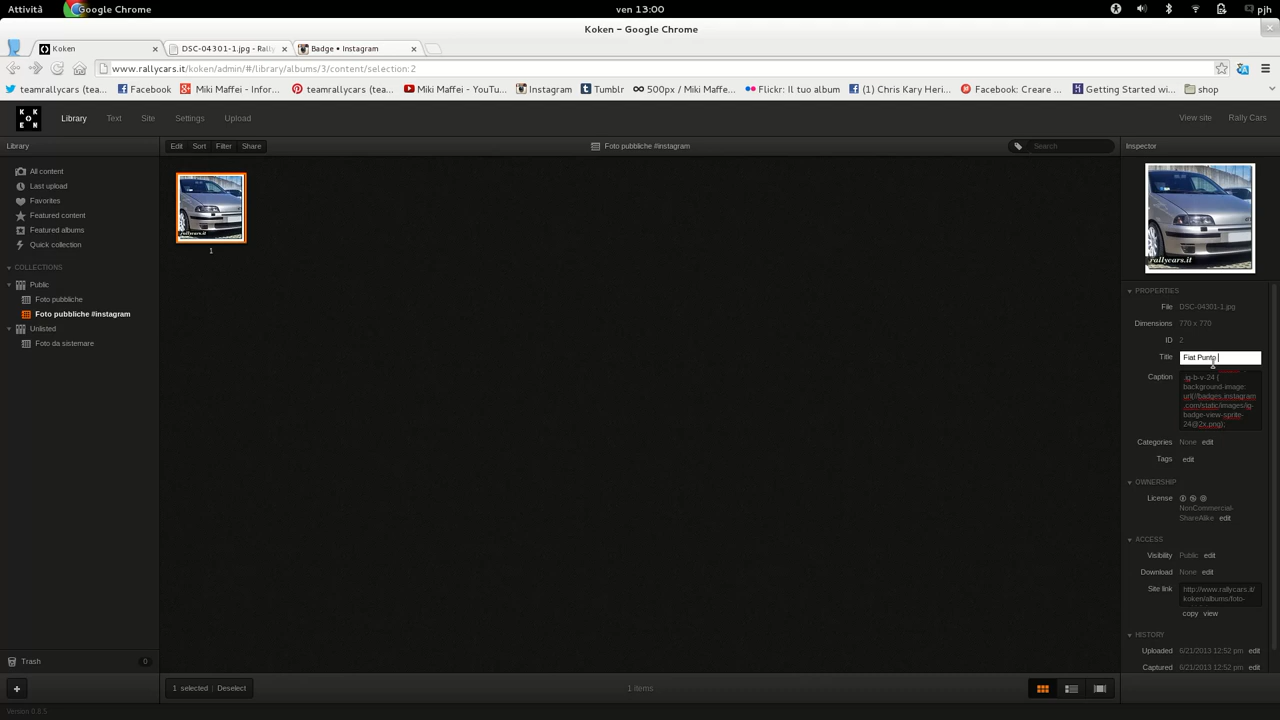 Attività
Google Chrome
ven 13:00
pjh
Koken – Google Chrome
Koken
DSC-04301-1.jpg - Rally
Badge • Instagram
www.rallycars.it/koken/admin/#/library/albums/3/content/selection:2
teamrallycars (tea...
Facebook
Miki Maffei - Infor...
teamrallycars (tea...
Miki Maffei - YouTu...
Instagram
Tumblr
500px / Miki Maffe...
Flickr: Il tuo album
(1) Chris Kary Heri...
Facebook: Creare ...
Getting Started wi...
shop
KOKEN
Library
Text
Site
Settings
Upload
View site
Rally Cars
Library
Edit
Sort
Filter
Share
Foto pubbliche #instagram
Search
Inspector
All content
Last upload
Favorites
Featured content
Featured albums
Quick collection
COLLECTIONS
Public
Foto pubbliche
Foto pubbliche #instagram
Unlisted
Foto da sistemare
1
rallycars.it
rallycars.it
PROPERTIES
File DSC-04301-1.jpg
Dimensions 770 x 770
ID 2
Title Fiat Punto
Caption .ig-b-v-24 {
background-image:
url(//badges.instagram
.com/static/images/ig-
badge-view-sprite-
24@2x.png);
Categories None edit
Tags edit
OWNERSHIP
License
NonCommercial-
ShareAlike edit
ACCESS
Visibility Public edit
Download None edit
Site link http://www.rallycars.it/
koken/albums/foto-
copy view
HISTORY
Uploaded 6/21/2013 12:52 pm edit
Captured 6/21/2013 12:52 pm edit
Trash 0
1 selected Deselect
1 items
Version 0.8.5